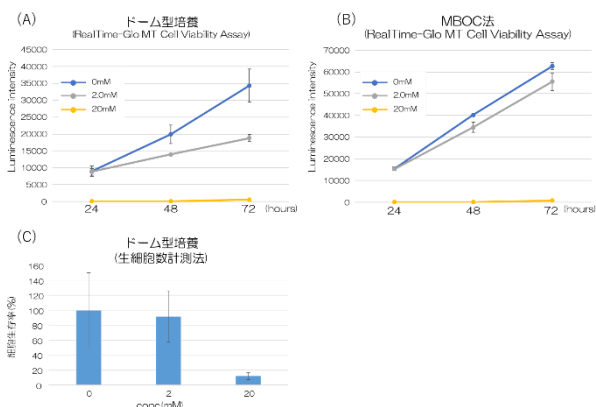 (A)
ドーム型培養
(RealTime-Glo MT Cell Viability Assay)
Luminescence intensity
45000
40000
35000
30000
25000
20000
15000
10000
5000
0
0mM
2.0mM
20mM
24
48
72
(hours)
(B)
MBOC法
(RealTime-Glo MT Cell Viability Assay)
Luminescence intensity
70000
60000
50000
40000
30000
20000
10000
0
0mM
2.0mM
20mM
24
48
72
(hours)
(C)
ドーム型培養
(生細胞数計測法)
細胞生存率(%)
160
140
120
100
80
60
40
20
0
0
2
20
conc(mM)